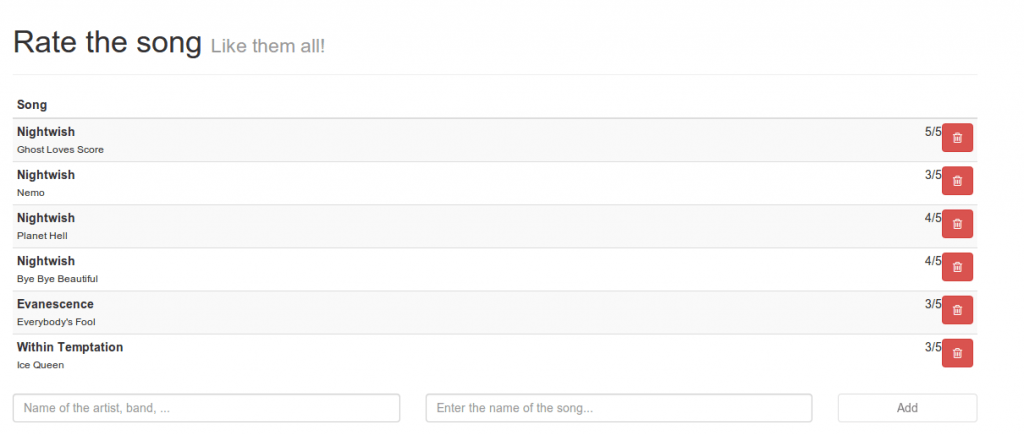 Rate the song Like them all!
Song
Nightwish 5/5
Ghost Loves Score
Nightwish 3/5
Nemo
Nightwish 4/5
Planet Hell
Nightwish 4/5
Bye Bye Beautiful
Evanescence 3/5
Everybody's Fool
Within Temptation 3/5
Ice Queen
Name of the artist, band, ... Enter the name of the song... Add